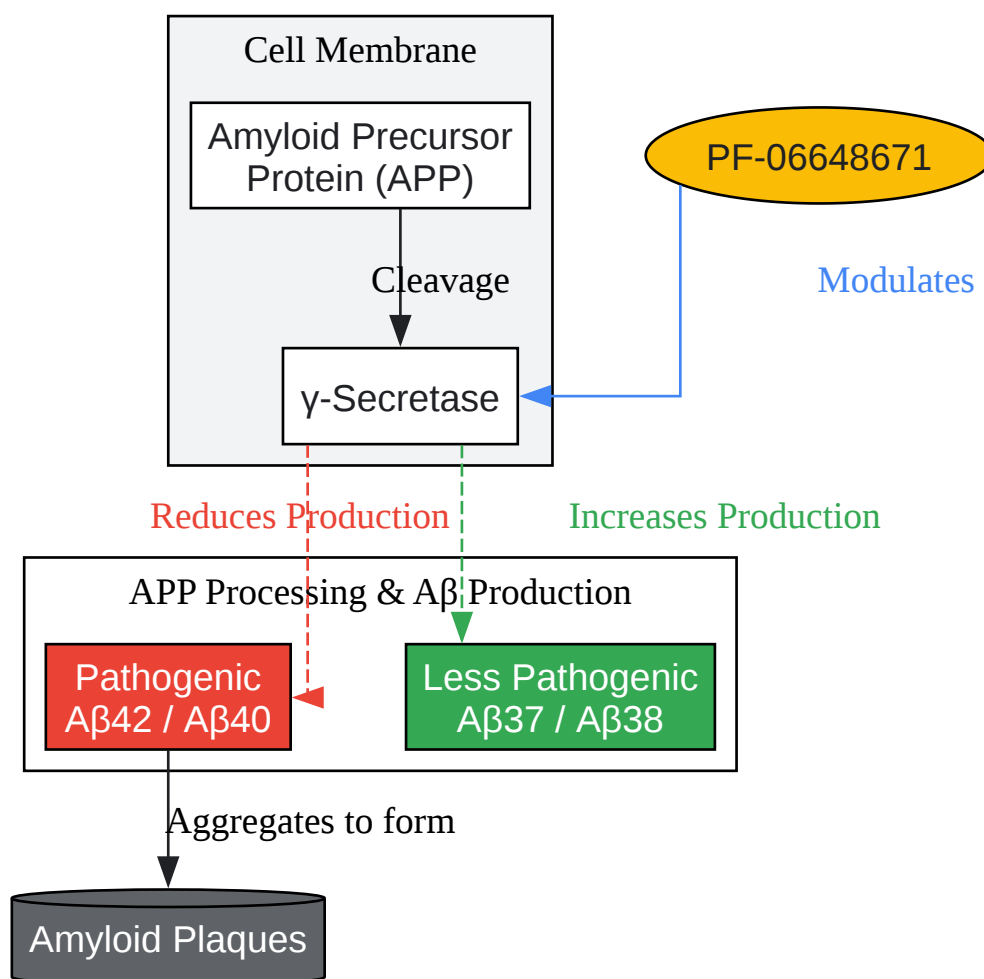 Cell Membrane
Amyloid Precursor
Protein (APP)
PF-06648671
Cleavage
Modulates
γ-Secretase
Reduces Production
Increases Production
APP Processing & Aβ Production
Pathogenic
Aβ42 / Aβ40
Less Pathogenic
Aβ37 / Aβ38
Aggregates to form
Amyloid Plaques